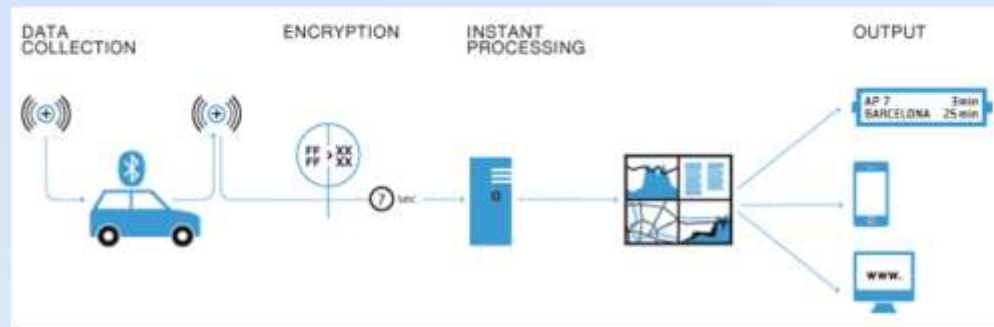 DATA
COLLECTION
ENCRYPTION
INSTANT
PROCESSING
OUTPUT
FF > XX
FF XX
7 sec
AP 7 3min
BARCELONA 25min
www.